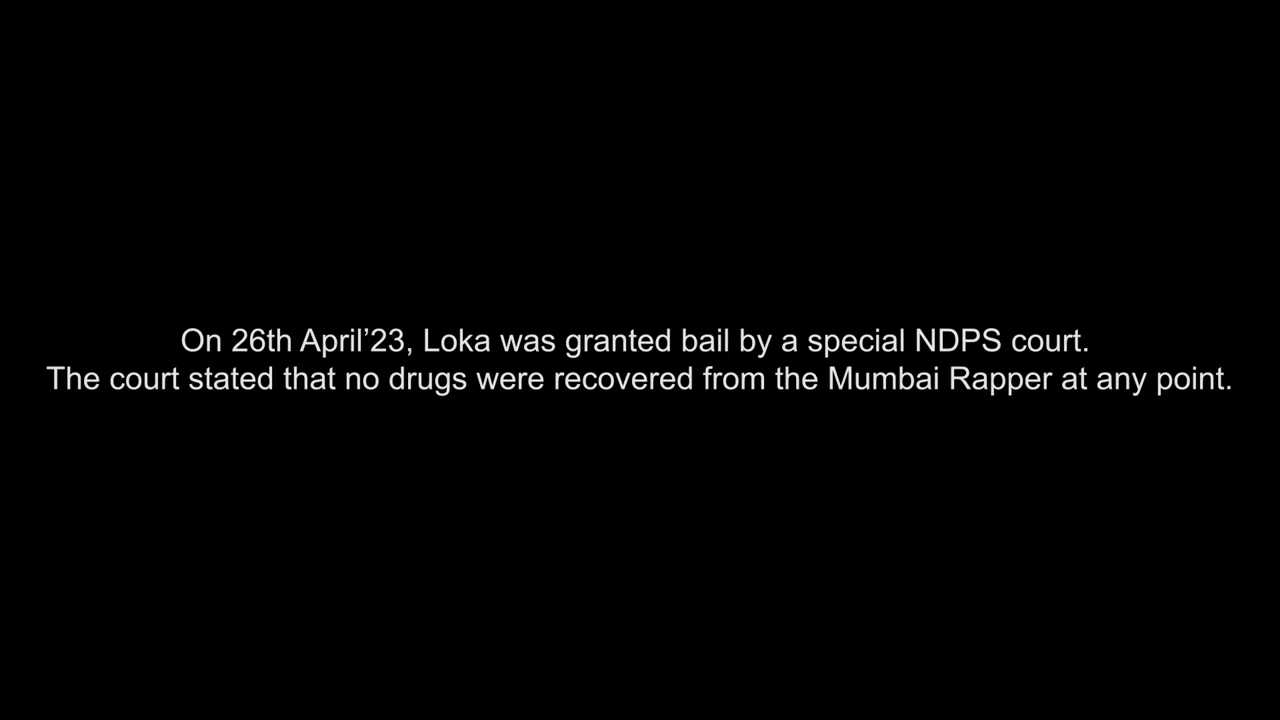 On 26th April’23, Loka was granted bail by a special NDPS court.
The court stated that no drugs were recovered from the Mumbai Rapper at any point.